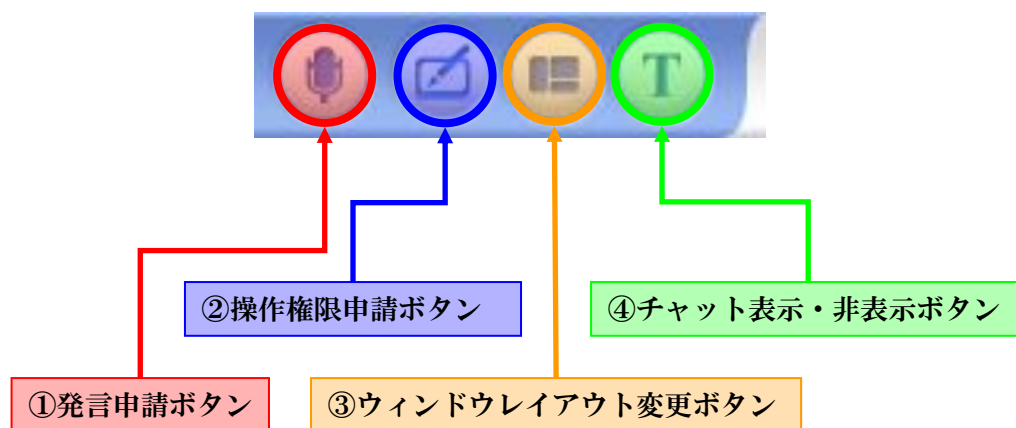 T
②操作権限申請ボタン
④チャット表示・非表示ボタン
①発言申請ボタン
③ウィンドウレイアウト変更ボタン